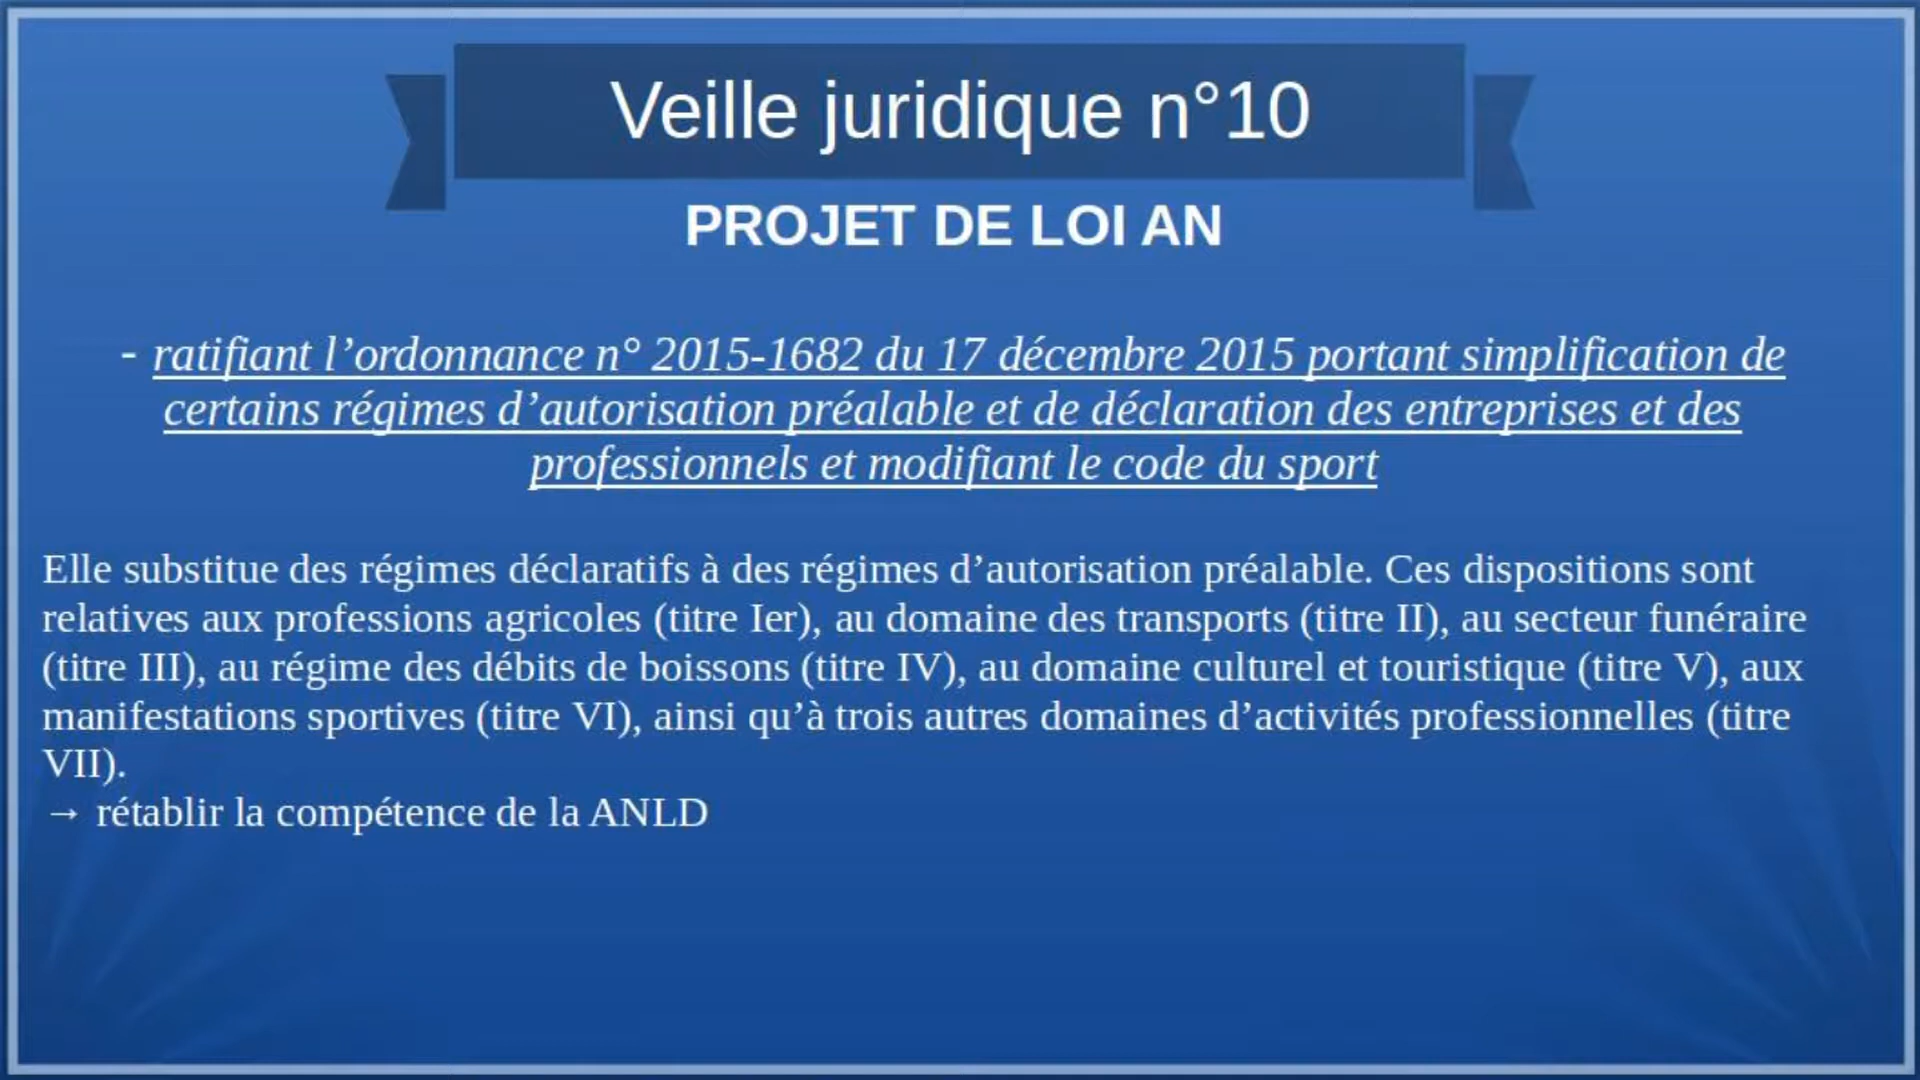 Veille juridique n°10
PROJET DE LOI AN
- ratifiant l’ordonnance n° 2015-1682 du 17 décembre 2015 portant simplification de
certains régimes d’autorisation préalable et de déclaration des entreprises et des
professionnels et modifiant le code du sport
Elle substitue des régimes déclaratifs à des régimes d’autorisation préalable. Ces dispositions sont
relatives aux professions agricoles (titre Ier), au domaine des transports (titre II), au secteur funéraire
(titre III), au régime des débits de boissons (titre IV), au domaine culturel et touristique (titre V), aux
manifestations sportives (titre VI), ainsi qu’à trois autres domaines d’activités professionnelles (titre
VII).
→ rétablir la compétence de la ANLD